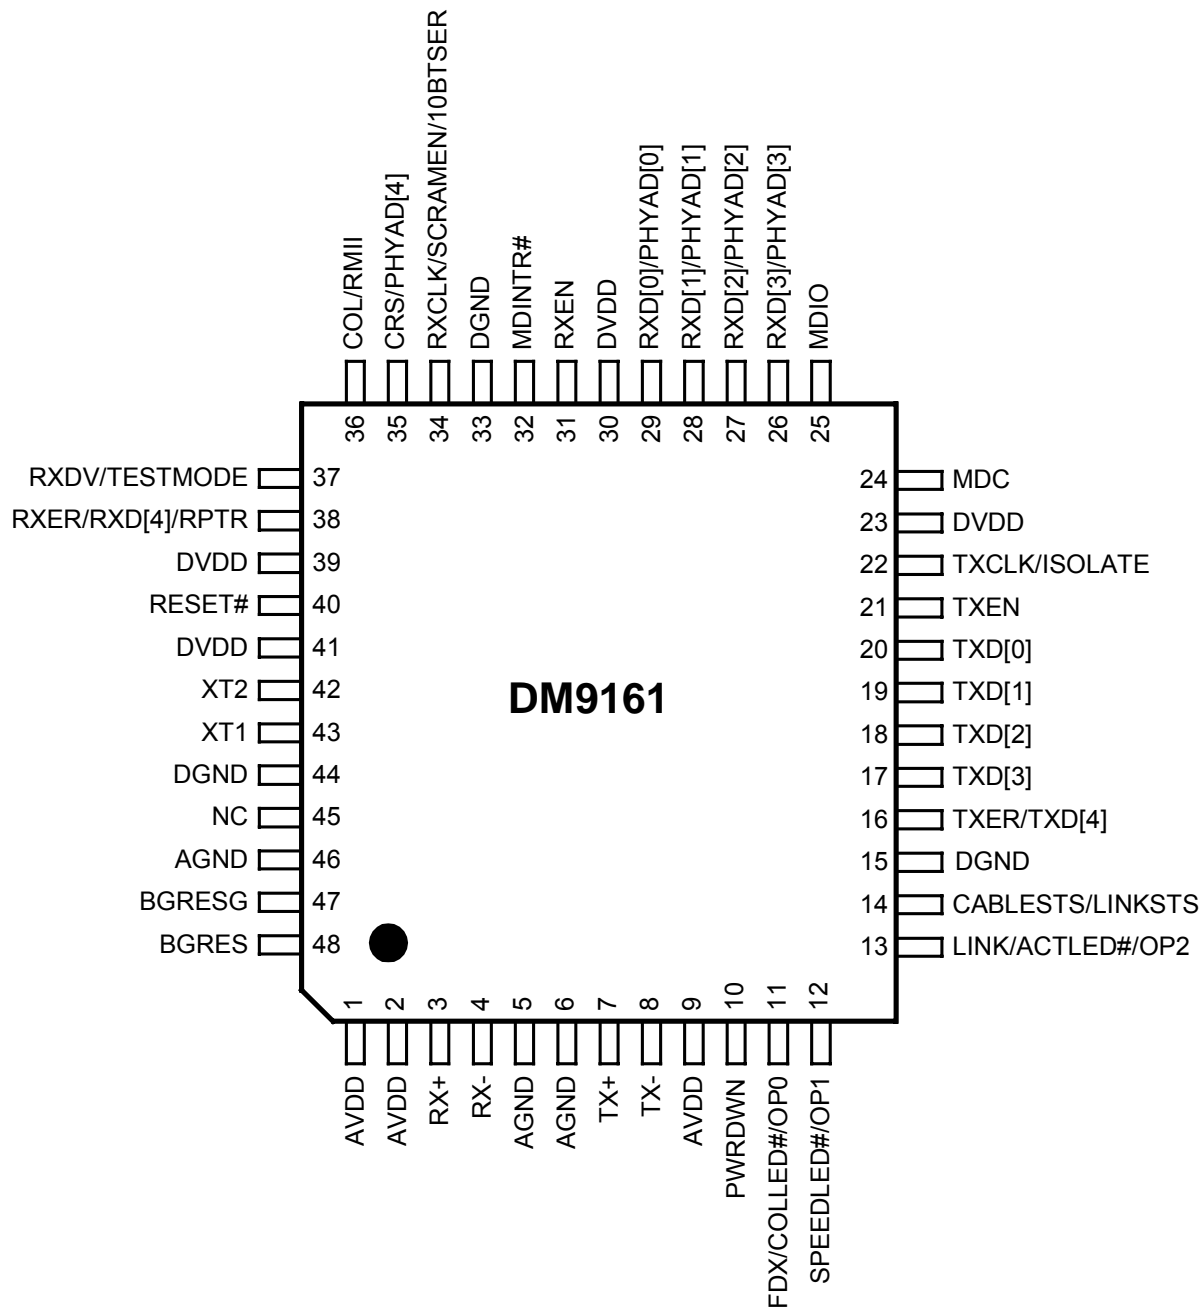 COL/RMII
CRS/PHYAD[4]
RXCLK/SCRAMEN/10BTSER
DGND
MDINTR#
RXEN
DVDD
RXD[0]/PHYAD[0]
RXD[1]/PHYAD[1]
RXD[2]/PHYAD[2]
RXD[3]/PHYAD[3]
MDIO
36
35
34
33
32
31
30
29
28
27
26
25
RXDV/TESTMODE 37
RXER/RXD[4]/RPTR 38
DVDD 39
RESET# 40
DVDD 41
XT2 42
XT1 43
DGND 44
NC 45
AGND 46
BGRESG 47
BGRES 48
DM9161
24 MDC
23 DVDD
22 TXCLK/ISOLATE
21 TXEN
20 TXD[0]
19 TXD[1]
18 TXD[2]
17 TXD[3]
16 TXER/TXD[4]
15 DGND
14 CABLESTS/LINKSTS
13 LINK/ACTLED#/OP2
1
2
3
4
5
6
7
8
9
10
11
12
AVDD
AVDD
RX+
RX-
AGND
AGND
TX+
TX-
AVDD
PWRDWN
FDX/COLLED#/OP0
SPEEDLED#/OP1